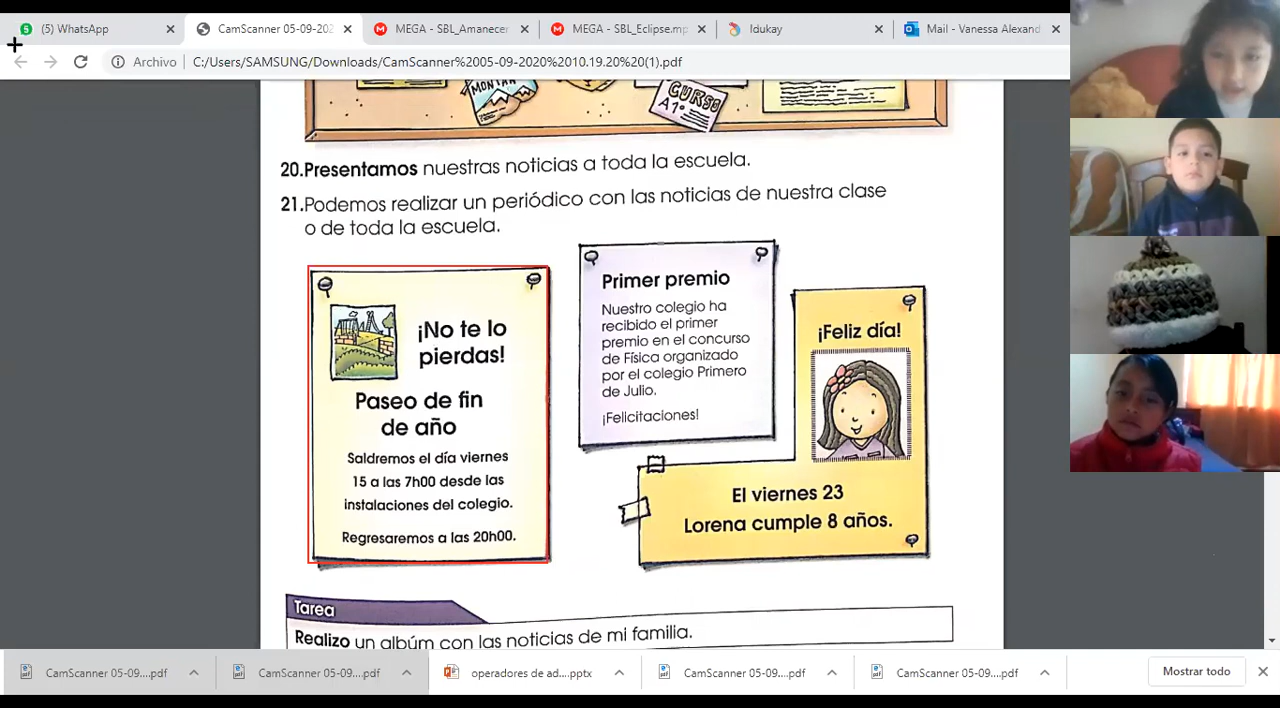 (5) WhatsApp
CamScanner 05-09-202
MEGA - SBL_Amanecer
MEGA - SBL_Eclipse.mp
Idukay
Mail - Vanessa Alexand
Archivo
C:/Users/SAMSUNG/Downloads/CamScanner%2005-09-2020%2010.19.20%20(1).pdf
CURSO
A1°
20.Presentamos nuestras noticias a toda la escuela.
21.Podemos realizar un periódico con las noticias de nuestra clase
o de toda la escuela.
¡No te lo
pierdas!
Paseo de fin
de año
Saldremos el día viernes
15 a las 7h00 desde las
instalaciones del colegio.
Regresaremos a las 20h00.
Primer premio
Nuestro colegio ha
recibido el primer
premio en el concurso
de Física organizado
por el colegio Primero
de Julio.
¡Felicitaciones!
¡Feliz día!
El viernes 23
Lorena cumple 8 años.
Tarea
Realizo un albúm con las noticias de mi familia.
CamScanner 05-09....pdf
CamScanner 05-09....pdf
operadores de ad....pptx
CamScanner 05-09....pdf
CamScanner 05-09....pdf
Mostrar todo